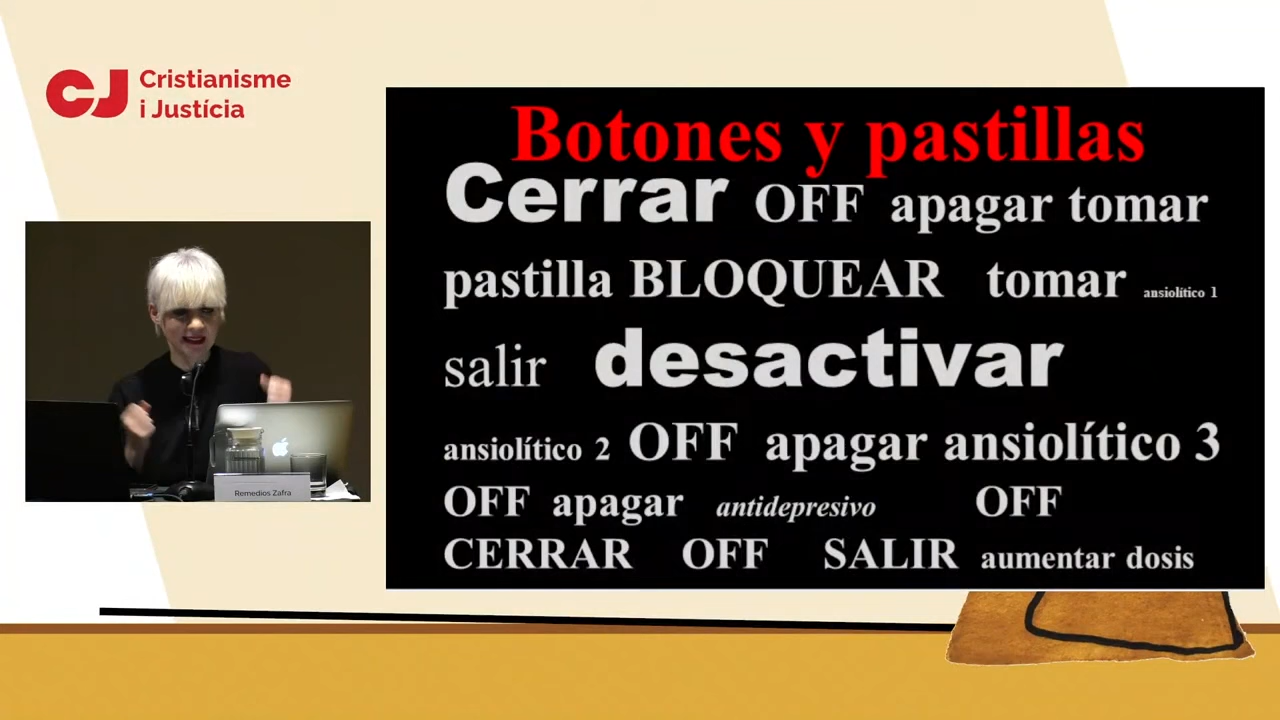 Cristianisme
i Justícia
Botones y pastillas
Cerrar OFF apagar tomar
pastilla BLOQUEAR tomar ansiolítico 1
salir desactivar
ansiolítico 2 OFF apagar ansiolítico 3
OFF apagar antidepresivo OFF
CERRAR OFF SALIR aumentar dosis
Remedios Zafra